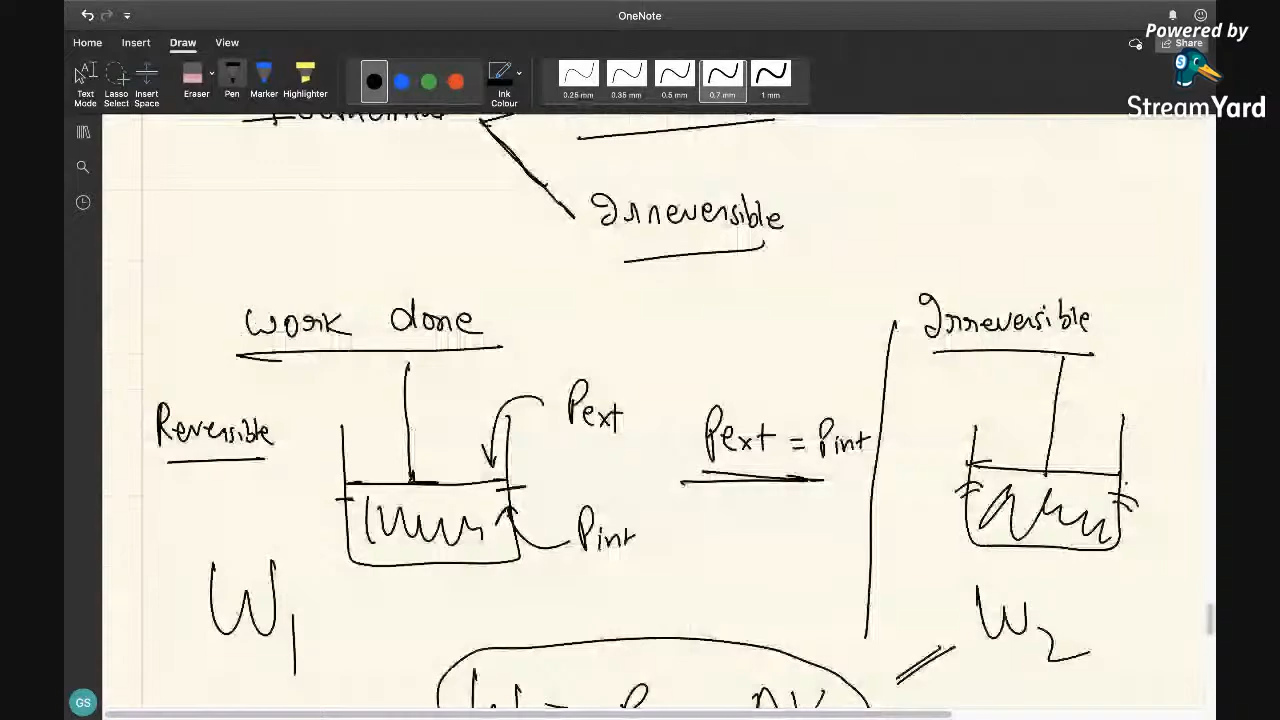 OneNote
Powered by
StreamYard
Home Insert Draw View
Share
Text Mode
Lasso Select
Insert Space
Eraser
Pen
Marker
Highlighter
Ink Colour
0.25 mm
0.35 mm
0.5 mm
0.7 mm
1 mm
Irreversible
work done
Irreversible
Reversible
Pext
Pext = Pint
Pint
W1
W2
GS